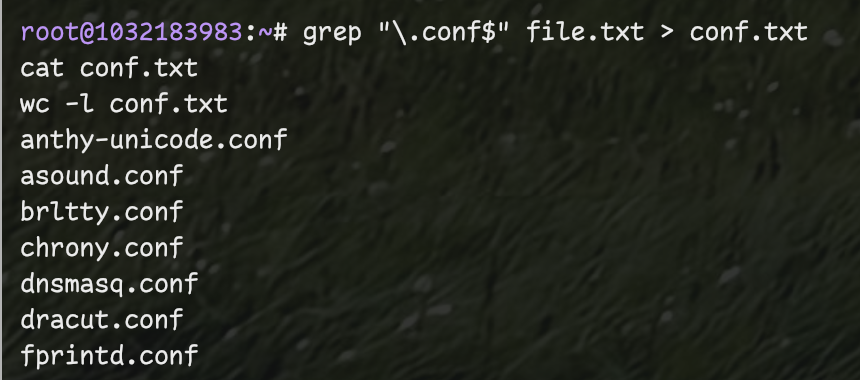 root@1032183983:~# grep "\.conf$" file.txt > conf.txt
cat conf.txt
wc -l conf.txt
anthy-unicode.conf
asound.conf
brltty.conf
chrony.conf
dnsmasq.conf
dracut.conf
fprintd.conf